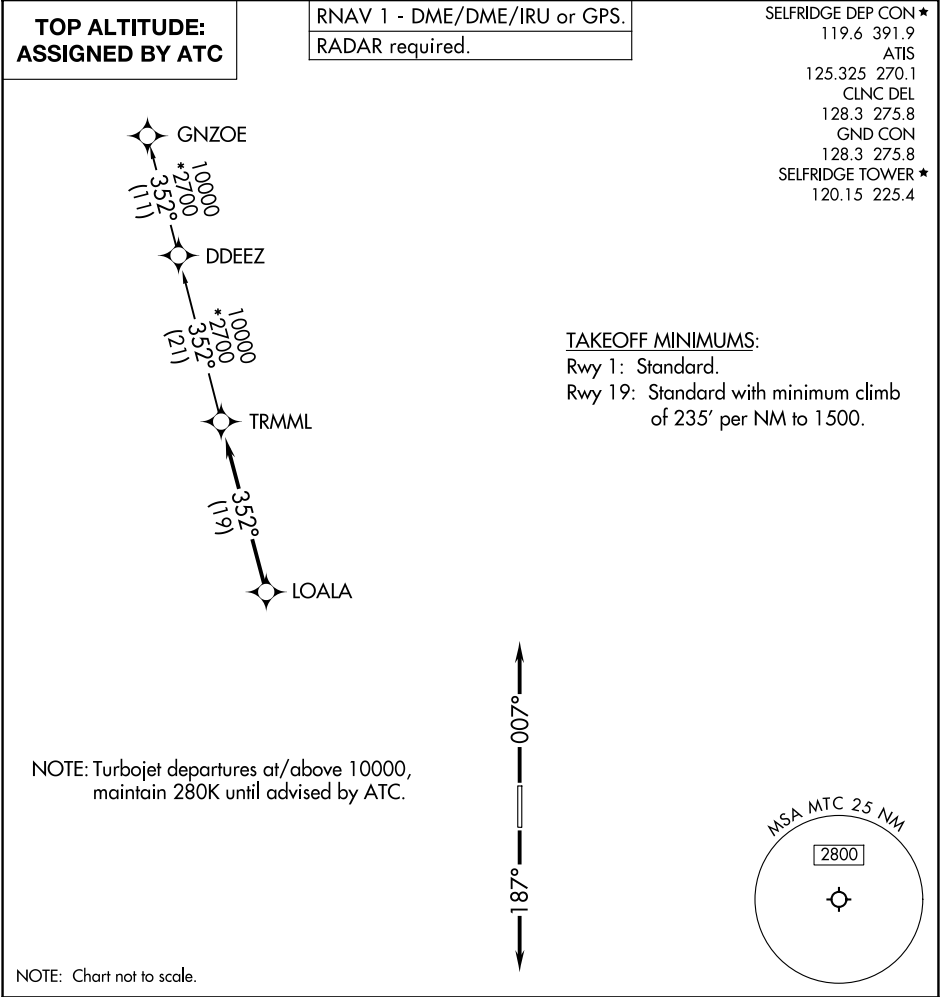 TOP ALTITUDE:
ASSIGNED BY ATC
RNAV 1 - DME/DME/IRU or GPS.
RADAR required.
SELFRIDGE DEP CON ★
119.6 391.9
ATIS
125.325 270.1
CLNC DEL
128.3 275.8
GND CON
128.3 275.8
SELFRIDGE TOWER ★
120.15 225.4
GNZOE
10000
*2700
352°
(11)
DDEEZ
10000
*2700
352°
(21)
TRMML
352°
(19)
LOALA
TAKEOFF MINIMUMS:
Rwy 1: Standard.
Rwy 19: Standard with minimum climb
of 235' per NM to 1500.
007°
187°
NOTE: Turbojet departures at/above 10000,
maintain 280K until advised by ATC.
MSA MTC 25 NM
2800
NOTE: Chart not to scale.